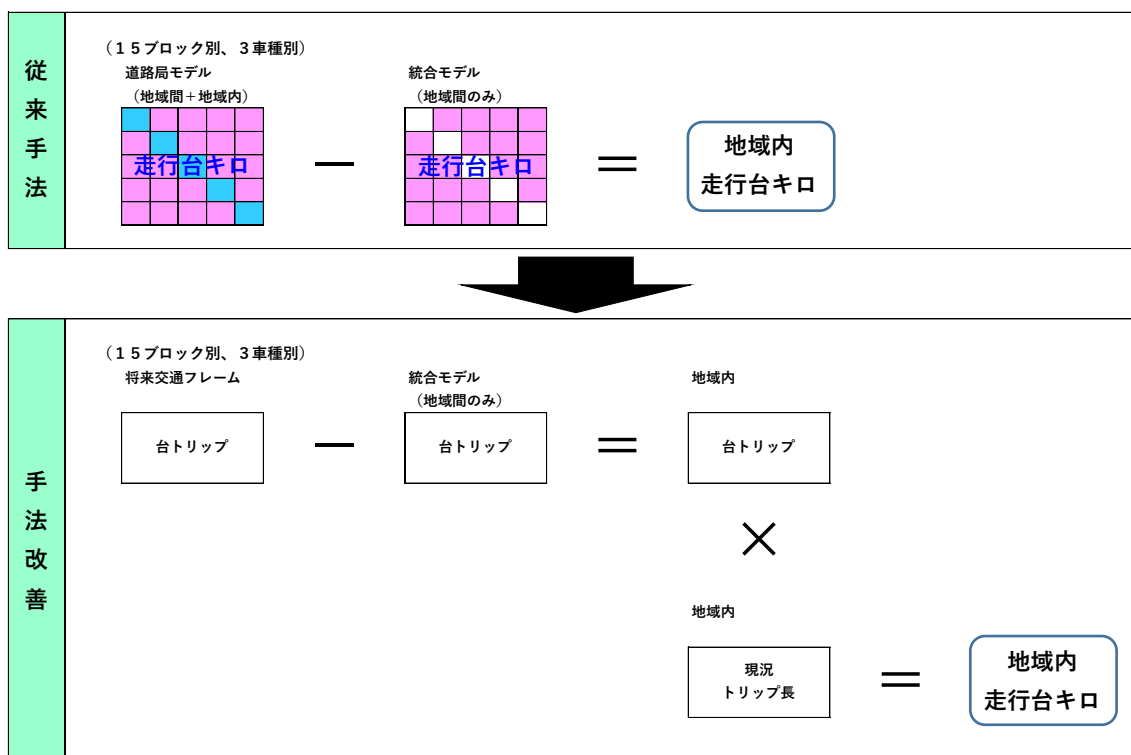 従来手法
（１５ブロック別、３車種別）
道路局モデル
（地域間＋地域内）
走行台キロ
－
統合モデル
（地域間のみ）
走行台キロ
＝
地域内
走行台キロ
手法改善
（１５ブロック別、３車種別）
将来交通フレーム
台トリップ
－
統合モデル
（地域間のみ）
台トリップ
＝
地域内
台トリップ
×
地域内
現況
トリップ長
＝
地域内
走行台キロ